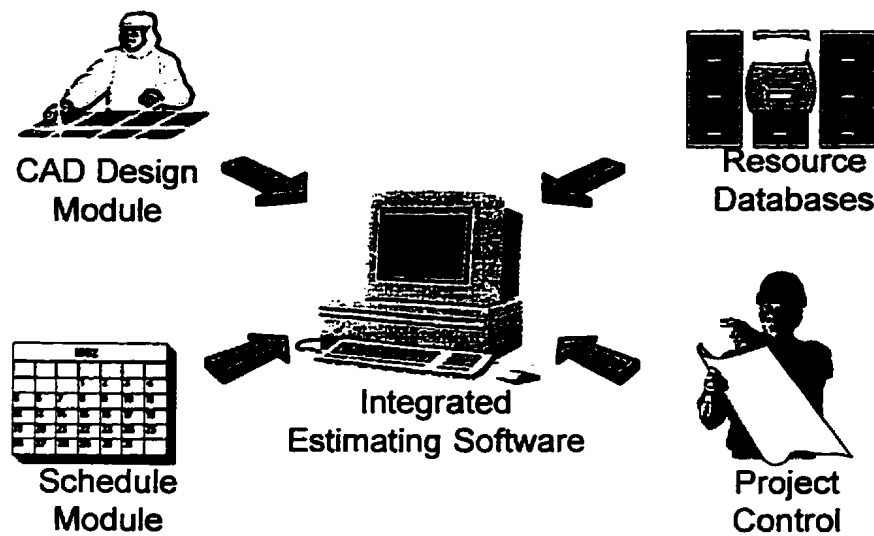 CAD Design
Module
Resource
Databases
Integrated
Estimating Software
Schedule
Module
Project
Control